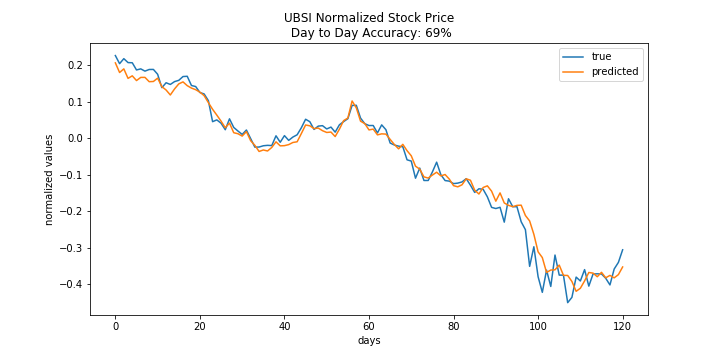 UBSI Normalized Stock Price
Day to Day Accuracy: 69%
true
predicted
normalized values
0.2
0.1
0.0
−0.1
−0.2
−0.3
−0.4
0 20 40 60 80 100 120
days